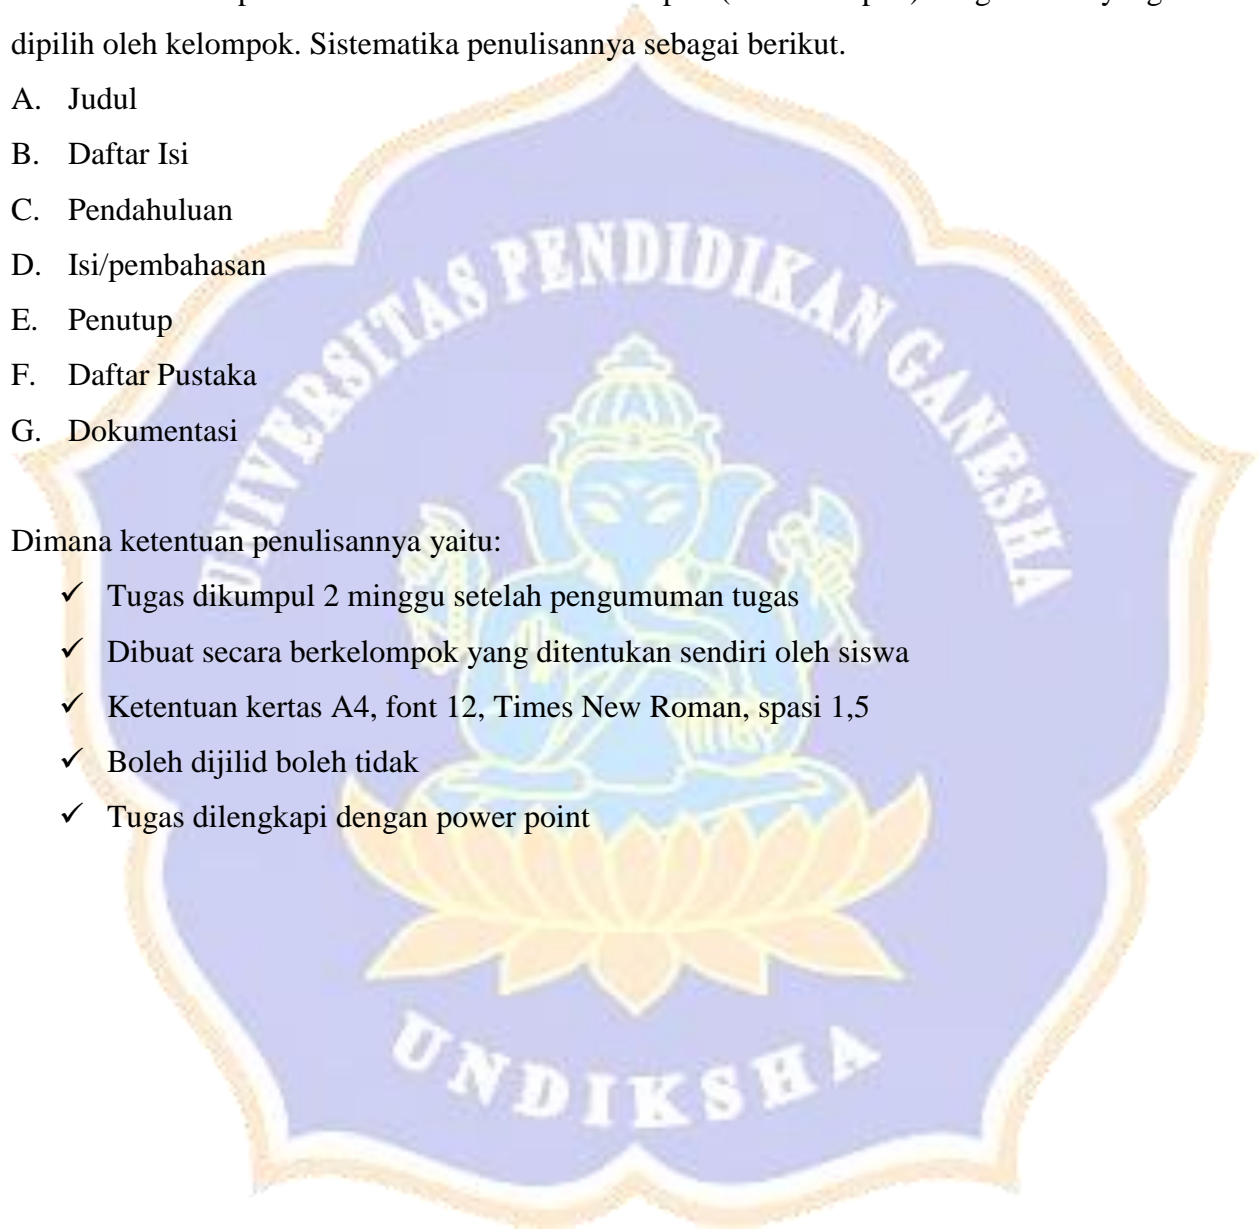 dipilih oleh kelompok. Sistematika penulisannya sebagai berikut.
A. Judul
B. Daftar Isi
C. Pendahuluan
D. Isi/pembahasan
E. Penutup
F. Daftar Pustaka
G. Dokumentasi
UNIVERSITAS PENDIDIKAN GANESHA
Dimana ketentuan penulisannya yaitu:
✓ Tugas dikumpul 2 minggu setelah pengumuman tugas
✓ Dibuat secara berkelompok yang ditentukan sendiri oleh siswa
✓ Ketentuan kertas A4, font 12, Times New Roman, spasi 1,5
✓ Boleh dijilid boleh tidak
✓ Tugas dilengkapi dengan power point
UNDIKSHA